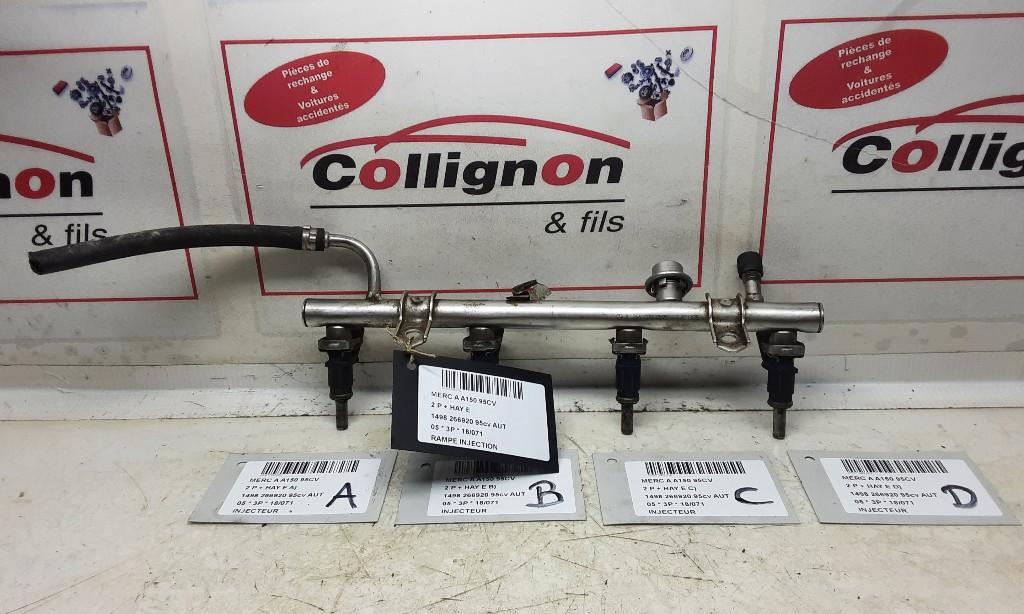 Pièces de
rechange
&
Voitures
accidentés
Collignon
& fils
Pièces de
rechange
&
Voitures
accidentés
Collig
& fils
non
& fils
MERC A A150 95CV
2 P + HAY E
1498 266920 95cv AUT
05 * 3P * 18/071
RAMPE INJECTION
MERC A A150 95CV
2 P + HAY E A)
1498 266920 95cv AUT
05 * 3P * 18/071
INJECTEUR
A
MERC A A150 95CV
2 P + HAY E B)
1498 266920 95cv AUT
05 * 3P * 18/071
INJECTEUR
B
MERC A A150 95CV
2 P + HAY E C)
1498 266920 95cv AUT
05 * 3P * 18/071
INJECTEUR
C
MERC A A150 95CV
2 P + HAY E D)
1498 266920 95cv AUT
05 * 3P * 18/071
INJECTEUR
D